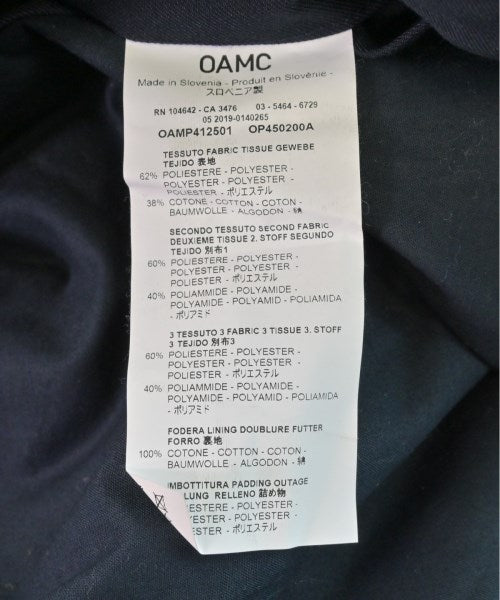 OAMC
Made in Slovenia - Produit en Slovénie -
スロベニア製
RN 104642 - CA 3476 03 - 5464 - 6729
05 2019-0140265
OAMP412501 OP450200A
TESSUTO FABRIC TISSUE GEWEBE
TEJIDO 表地
62% POLIESTERE - POLYESTER -
POLYESTER - POLYESTER -
POLIESTER - ポリエステル
38% COTONE - COTTON - COTON -
BAUMWOLLE - ALGODON - 綿
SECONDO TESSUTO SECOND FABRIC
DEUXIEME TISSUE 2. STOFF SEGUNDO
TEJIDO 別布1
60% POLIESTERE - POLYESTER -
POLYESTER - POLYESTER -
POLIESTER - ポリエステル
40% POLIAMMIDE - POLYAMIDE -
POLYAMIDE - POLYAMID - POLIAMIDA
- ポリアミド
3 TESSUTO 3 FABRIC 3 TISSUE 3. STOFF
3 TEJIDO 別布3
60% POLIESTERE - POLYESTER -
POLYESTER - POLYESTER -
POLIESTER - ポリエステル
40% POLIAMMIDE - POLYAMIDE -
POLYAMIDE - POLYAMID - POLIAMIDA
- ポリアミド
FODERA LINING DOUBLURE FUTTER
FORRO 裏地
100% COTONE - COTTON - COTON -
BAUMWOLLE - ALGODON - 綿
IMBOTTITURA PADDING OUTAGE
LUNG RELLENO 詰め物
ESTERE - POLYESTER -
ESTER - POLYESTER -
ESTER - ポリエステル